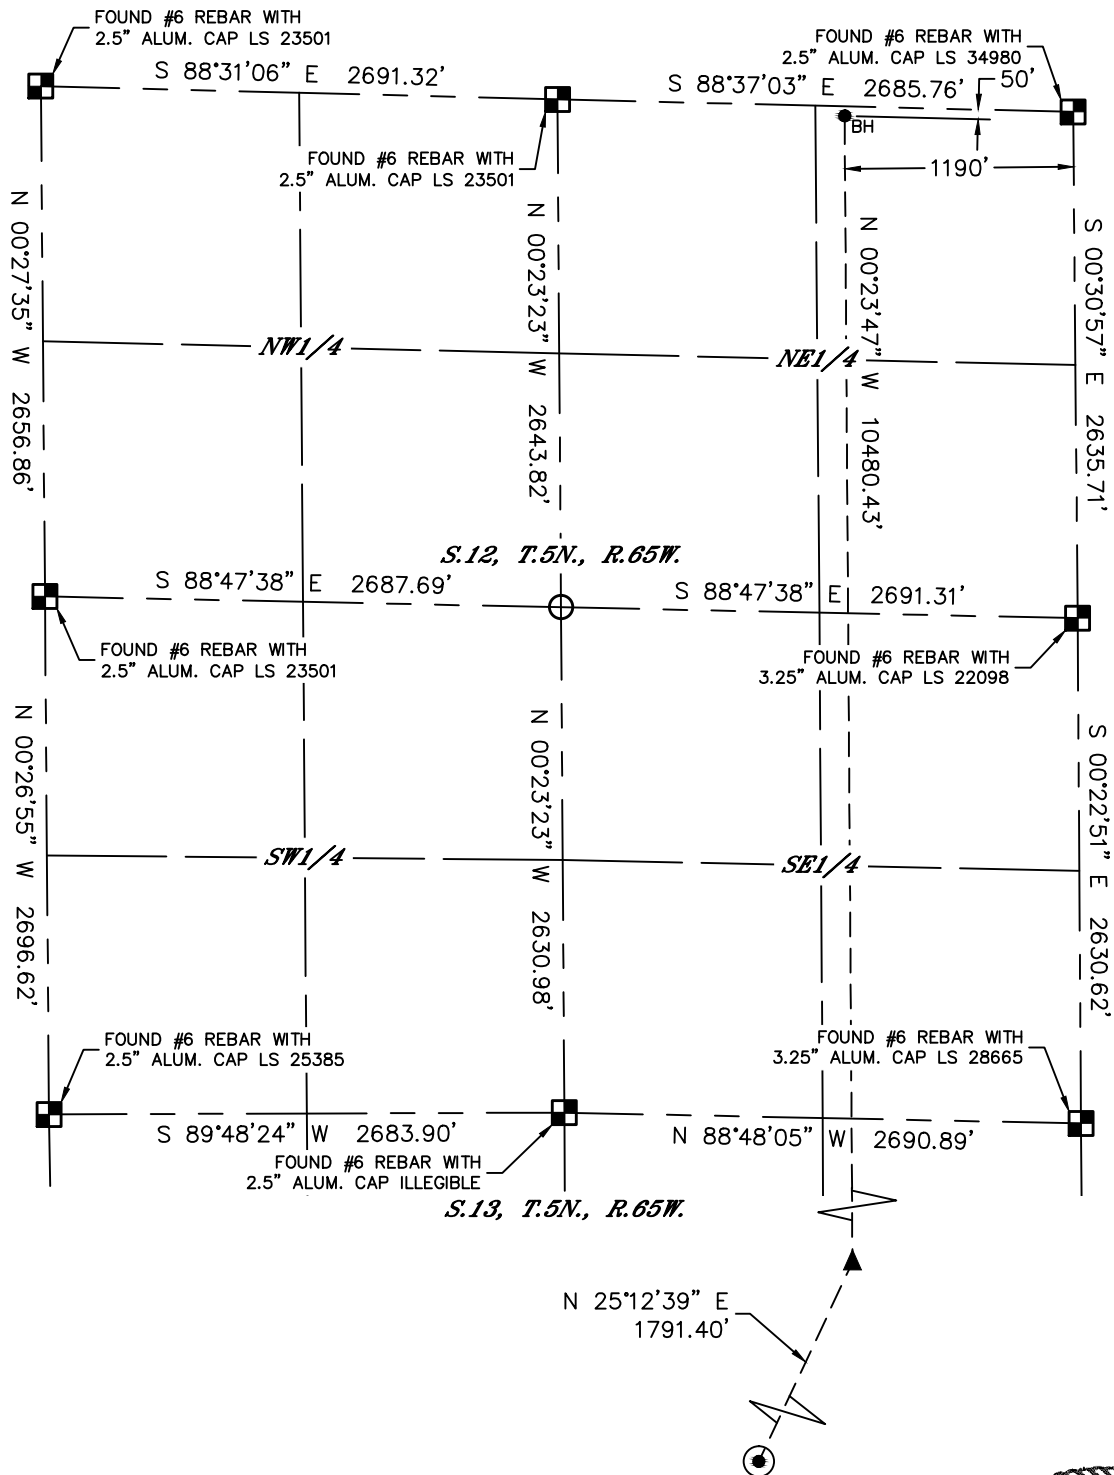 FOUND #6 REBAR WITH
2.5" ALUM. CAP LS 23501
FOUND #6 REBAR WITH
2.5" ALUM. CAP LS 34980
S 88°31'06" E 2691.32'
S 88°37'03" E 2685.76'
50'
BH
FOUND #6 REBAR WITH
2.5" ALUM. CAP LS 23501
1190'
N 00°27'35" W 2656.86'
N 00°23'23" W 2643.82'
N 00°23'47" W 10480.43'
S 00°30'57" E 2635.71'
NW1/4
NE1/4
S.12, T.5N., R.65W.
S 88°47'38" E 2687.69'
S 88°47'38" E 2691.31'
FOUND #6 REBAR WITH
2.5" ALUM. CAP LS 23501
FOUND #6 REBAR WITH
3.25" ALUM. CAP LS 22098
N 00°26'55" W 2696.62'
N 00°23'23" W 2630.98'
S 00°22'51" E 2630.62'
SW1/4
SE1/4
FOUND #6 REBAR WITH
2.5" ALUM. CAP LS 25385
FOUND #6 REBAR WITH
3.25" ALUM. CAP LS 28665
S 89°48'24" W 2683.90'
N 88°48'05" W 2690.89'
FOUND #6 REBAR WITH
2.5" ALUM. CAP ILLEGIBLE
S.13, T.5N., R.65W.
N 25°12'39" E
1791.40'